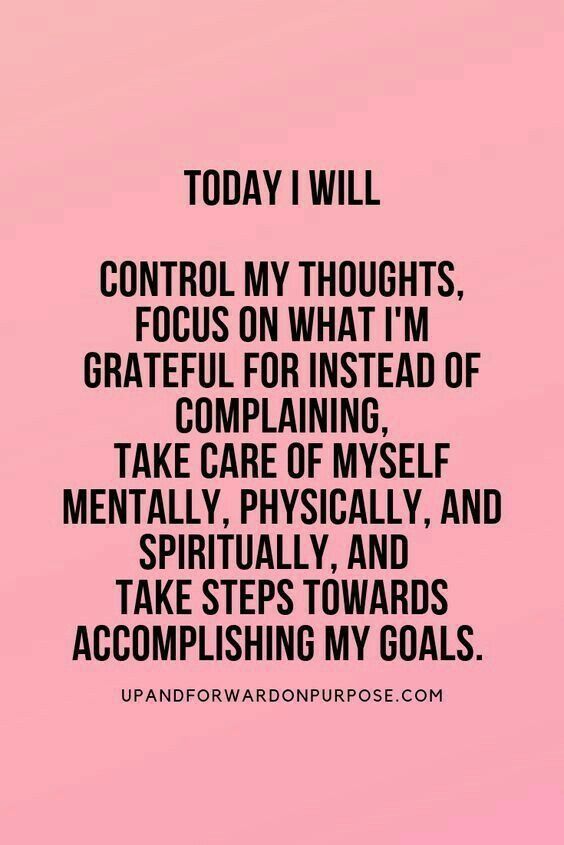 TODAY I WILL
CONTROL MY THOUGHTS,
FOCUS ON WHAT I'M
GRATEFUL FOR INSTEAD OF
COMPLAINING,
TAKE CARE OF MYSELF
MENTALLY, PHYSICALLY, AND
SPIRITUALLY, AND
TAKE STEPS TOWARDS
ACCOMPLISHING MY GOALS.
UPANDFORWARDONPURPOSE.COM